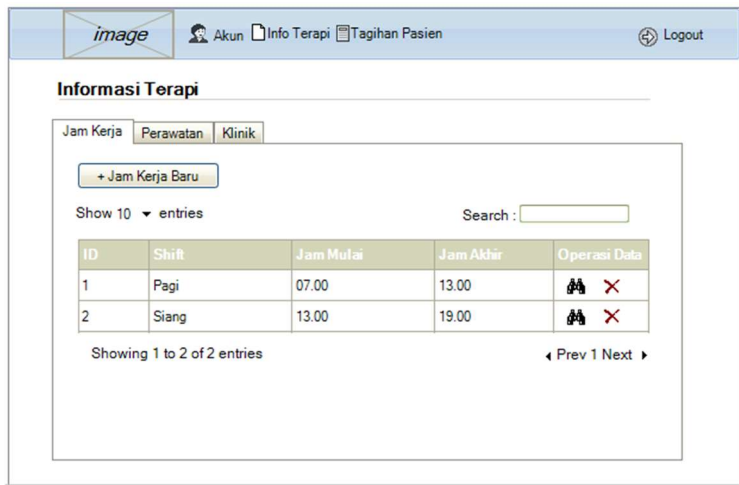 image Akun Info Terapi Tagihan Pasien Logout
Informasi Terapi
Jam Kerja Perawatan Klinik
+ Jam Kerja Baru
Show 10 entries Search :
ID Shift Jam Mulai Jam Akhir Operasi Data
1 Pagi 07.00 13.00
2 Siang 13.00 19.00
Showing 1 to 2 of 2 entries Prev 1 Next